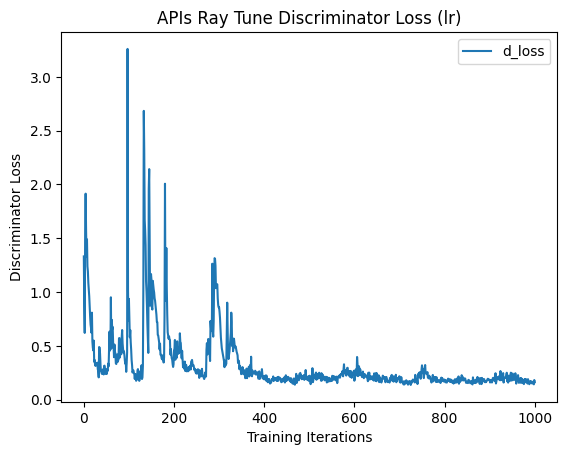 APIs Ray Tune Discriminator Loss (lr)
d_loss
Discriminator Loss
3.0
2.5
2.0
1.5
1.0
0.5
0.0
0 200 400 600 800 1000
Training Iterations